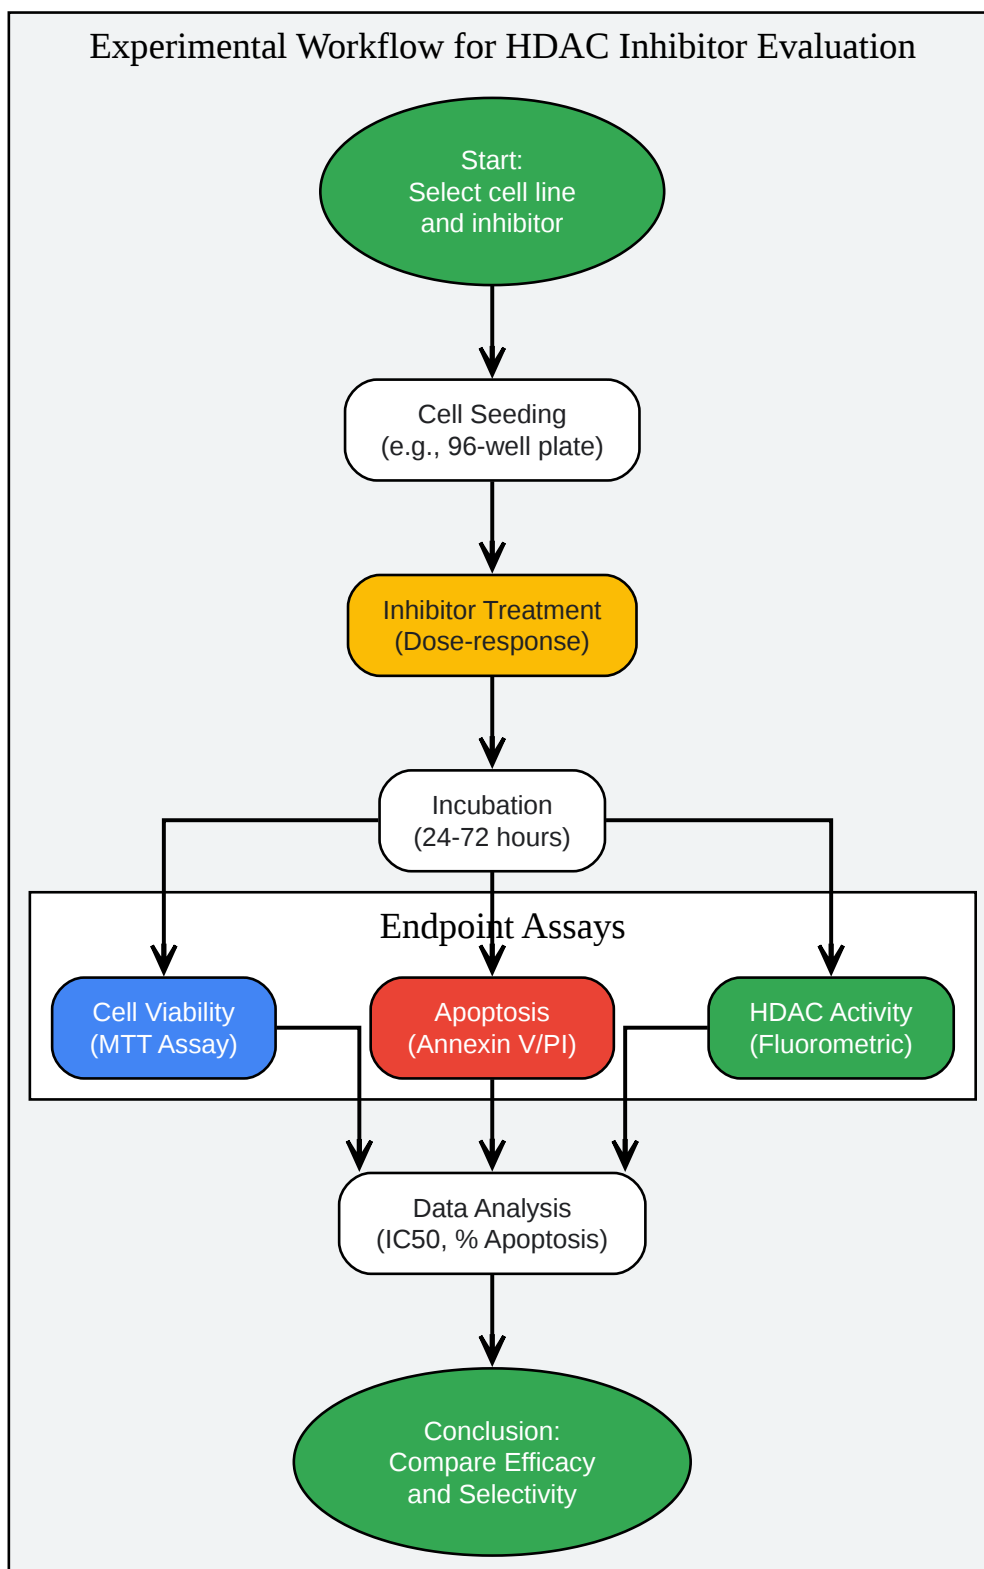 Experimental Workflow for HDAC Inhibitor Evaluation
Start:
Select cell line
and inhibitor
Cell Seeding
(e.g., 96-well plate)
Inhibitor Treatment
(Dose-response)
Incubation
(24-72 hours)
Endpoint Assays
Cell Viability
(MTT Assay)
Apoptosis
(Annexin V/PI)
HDAC Activity
(Fluorometric)
Data Analysis
(IC50, % Apoptosis)
Conclusion:
Compare Efficacy
and Selectivity